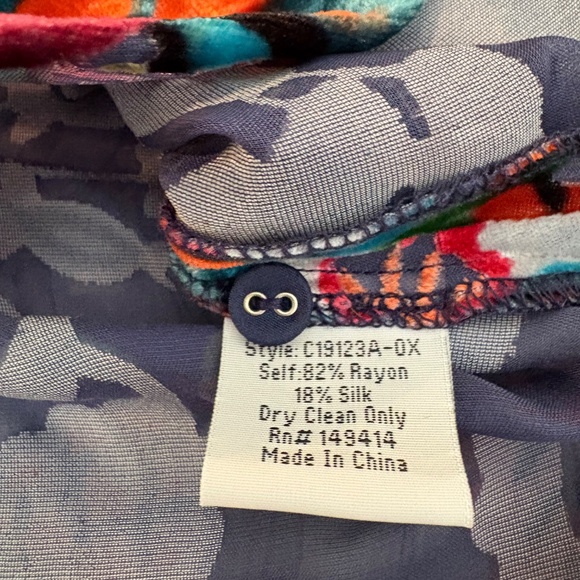 Style: C19123A-0X
Self:82% Rayon
18% Silk
Dry Clean Only
Rn# 149414
Made In China